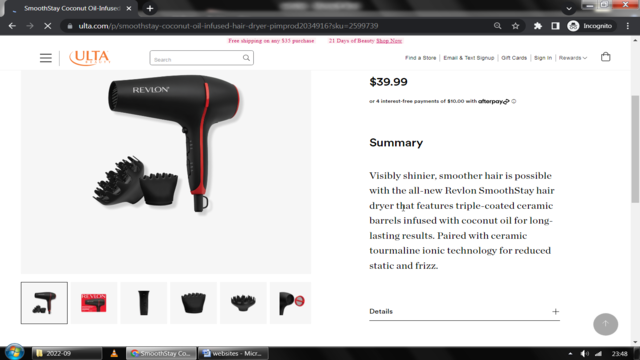 SmoothStay Coconut Oil-Infused
Incognito
ulta.com/p/smoothstay-coconut-oil-infused-hair-dryer-pimprod2034916?sku=2599739
Free shipping on any $35 purchase 21 Days of Beauty Shop Now
ULTA
BEAUTY
Search
Find a Store
Email & Text Signup
Gift Cards
Sign In
Rewards
REVLON
$39.99
or 4 interest-free payments of $10.00 with afterpay
Summary
Visibly shinier, smoother hair is possible
with the all-new Revlon SmoothStay hair
dryer that features triple-coated ceramic
barrels infused with coconut oil for long-
lasting results. Paired with ceramic
tourmaline ionic technology for reduced
static and frizz.
REVLON
Details
2022-09
SmoothStay Co...
websites - Micr...
23:48